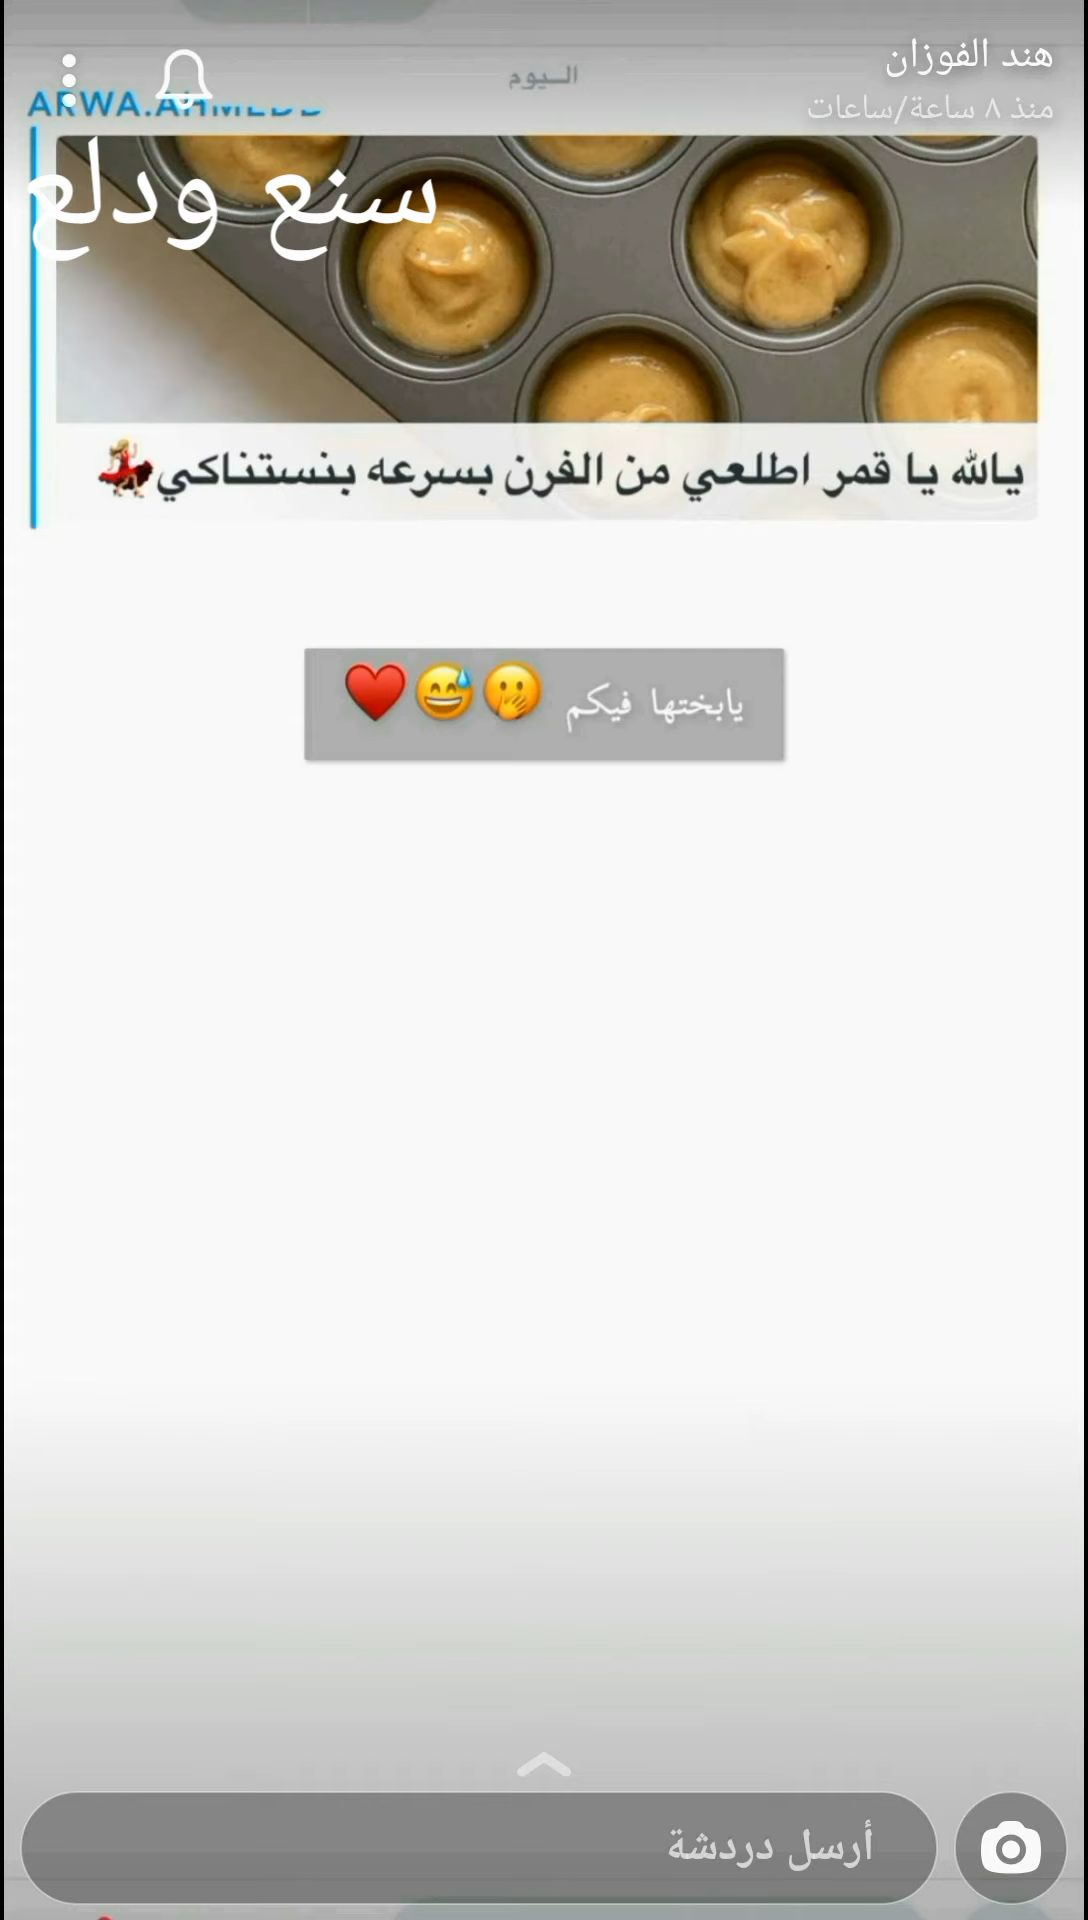 هند الفوزان
منذ ٨ ساعة/ساعات
اليوم
سنع ودلع
يالله يا قمر اطلعي من الفرن بسرعه بنستناكي💃
يابختها فيكم 🤭😅❤️
أرسل دردشة